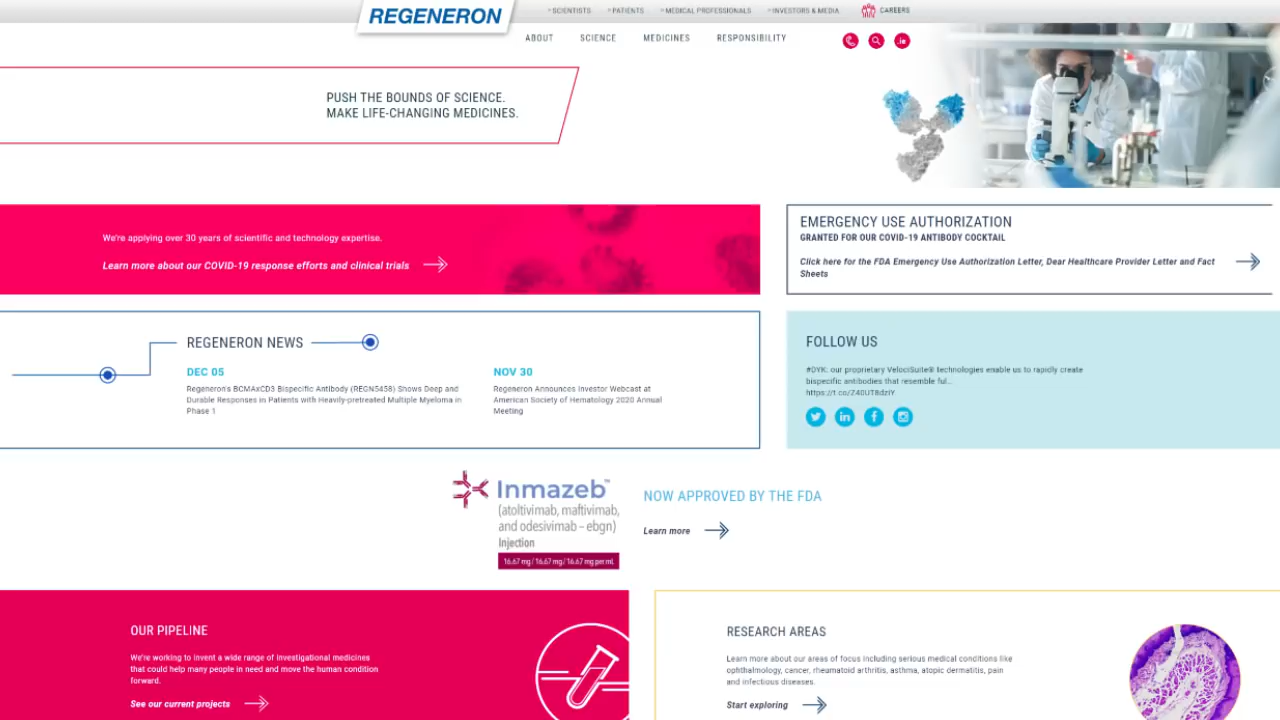 REGENERON
SCIENTISTS
PATIENTS
MEDICAL PROFESSIONALS
INVESTORS & MEDIA
CAREERS
ABOUT
SCIENCE
MEDICINES
RESPONSIBILITY
.ie
PUSH THE BOUNDS OF SCIENCE.
MAKE LIFE-CHANGING MEDICINES.
We're applying over 30 years of scientific and technology expertise.
Learn more about our COVID-19 response efforts and clinical trials
EMERGENCY USE AUTHORIZATION
GRANTED FOR OUR COVID-19 ANTIBODY COCKTAIL
Click here for the FDA Emergency Use Authorization Letter, Dear Healthcare Provider Letter and Fact
Sheets
REGENERON NEWS
DEC 05
Regeneron's BCMAxCD3 Bispecific Antibody (REGN5458) Shows Deep and
Durable Responses in Patients with Heavily-pretreated Multiple Myeloma in
Phase 1
NOV 30
Regeneron Announces Investor Webcast at
American Society of Hematology 2020 Annual
Meeting
FOLLOW US
#DYK: our proprietary VelociSuite® technologies enable us to rapidly create
bispecific antibodies that resemble ful...
Inmazeb™
(atoltivimab, maftivimab,
and odesivimab – ebgn)
Injection
16.67 mg / 16.67 mg / 16.67 mg per mL
NOW APPROVED BY THE FDA
Learn more
OUR PIPELINE
We're working to invent a wide range of investigational medicines
that could help many people in need and move the human condition
forward.
See our current projects
RESEARCH AREAS
Learn more about our areas of focus including serious medical conditions like
ophthalmology, cancer, rheumatoid arthritis, asthma, atopic dermatitis, pain
and infectious diseases.
Start exploring